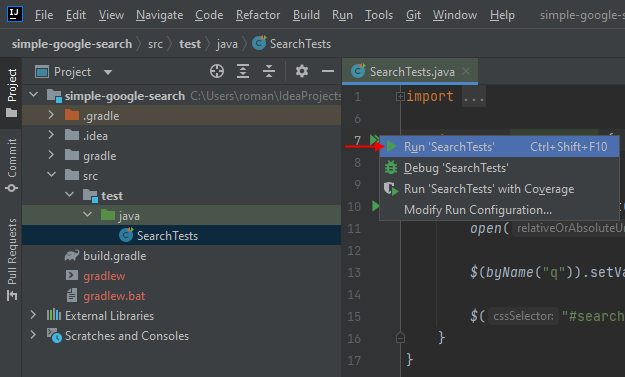 IJ File Edit View Navigate Code Refactor Build Run Tools Git Window Help simple-google-s
simple-google-search src test java SearchTests
Project
SearchTests.java
Project
Commit
Pull Requests
simple-google-search C:\Users\roman\IdeaProjects
.gradle
.idea
gradle
src
test
java
SearchTests
build.gradle
gradlew
gradlew.bat
External Libraries
Scratches and Consoles
1 import ...
6
7
Run 'SearchTests' Ctrl+Shift+F10
Debug 'SearchTests'
Run 'SearchTests' with Coverage
Modify Run Configuration...
10
11 open( relativeOrAbsoluteUr
12
13 $(byName("q")).setVa
14
15 $( cssSelector: "#search
16 }
17 }